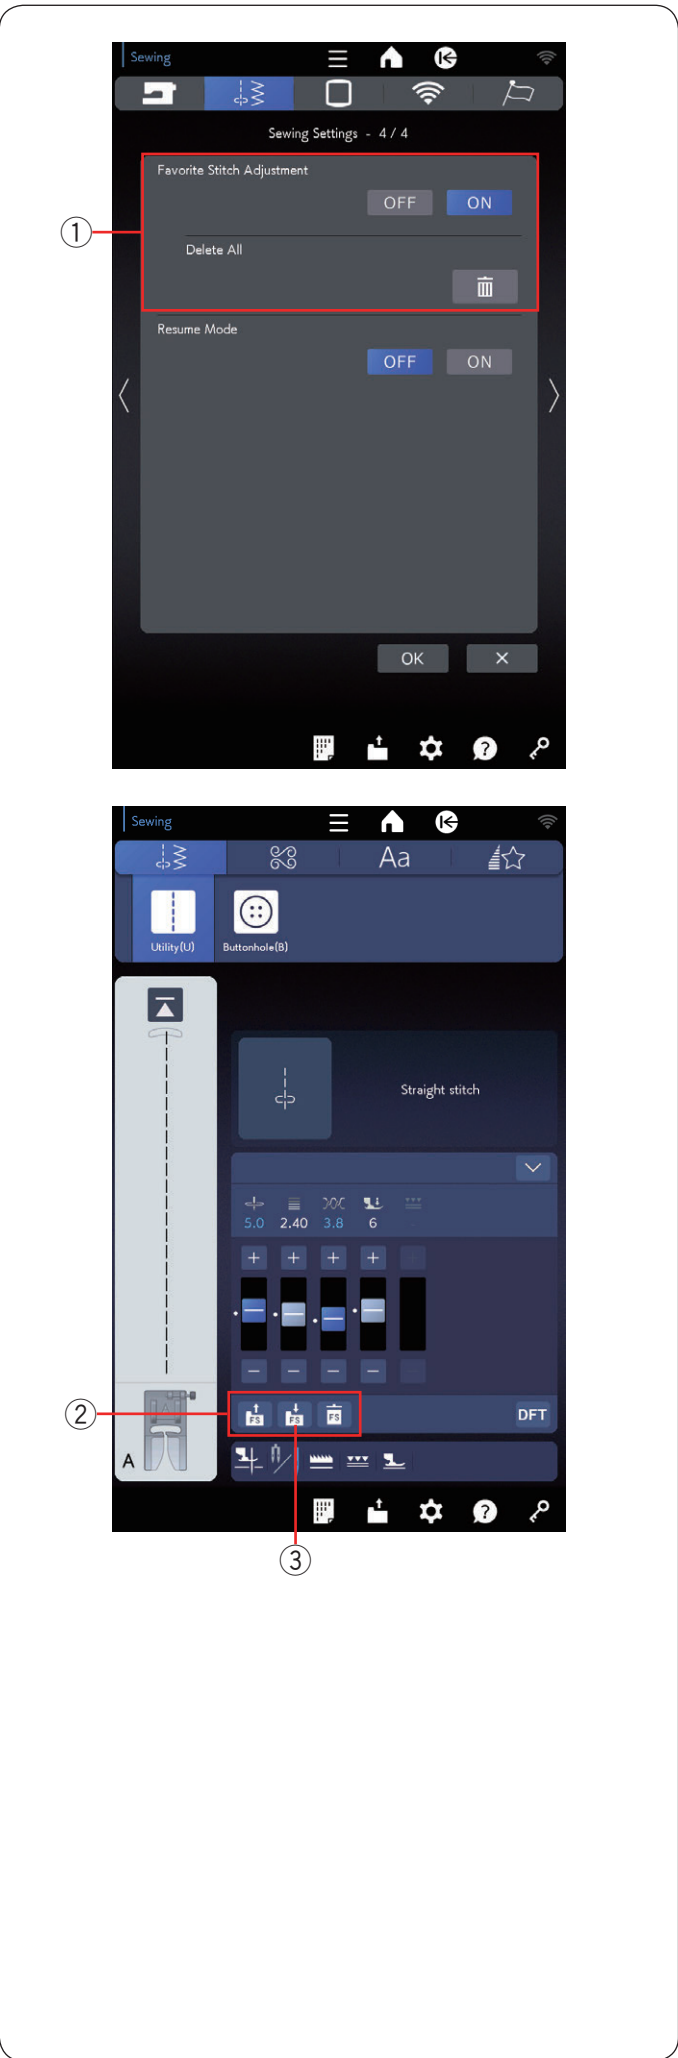 Sewing
Sewing Settings - 4 / 4
Favorite Stitch Adjustment
OFF ON
①
Delete All
Resume Mode
OFF ON
OK ×
?
Sewing
Aa
Utility(U) Buttonhole(B)
Straight stitch
5.0 2.40 3.8 6
+ + + +
− − − −
②
FS FS FS DFT
A
?
③